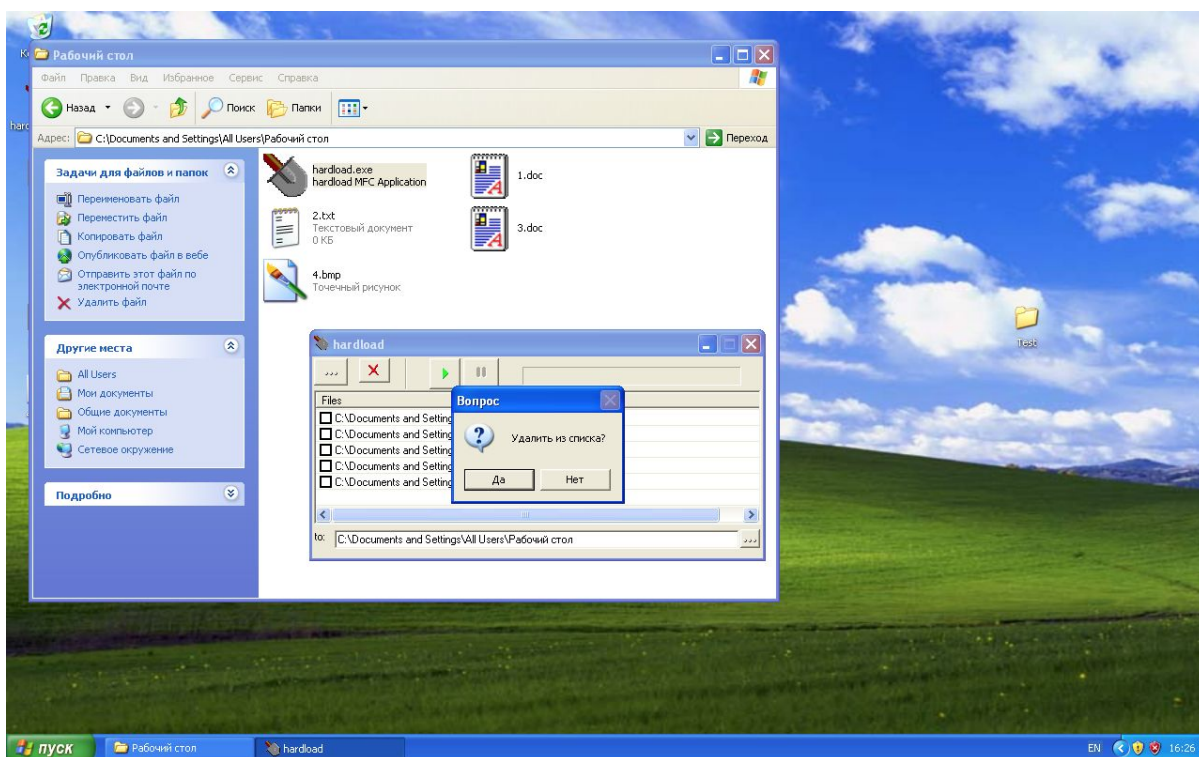 Рабочий стол
Файл Правка Вид Избранное Сервис Справка
Назад Поиск Папки
Адрес: C:\Documents and Settings\All Users\Рабочий стол Переход
Задачи для файлов и папок
Переименовать файл
Переместить файл
Копировать файл
Опубликовать файл в вебе
Отправить этот файл по
электронной почте
Удалить файл
Другие места
All Users
Мои документы
Общие документы
Мой компьютер
Сетевое окружение
Подробно
hardload.exe
hardload MFC Application
1.doc
2.txt
Текстовый документ
0 КБ
3.doc
4.bmp
Точечный рисунок
hardload
...
Files
C:\Documents and Setting
C:\Documents and Setting
C:\Documents and Setting
C:\Documents and Setting
C:\Documents and Setting
to: C:\Documents and Settings\All Users\Рабочий стол ...
Вопрос
Удалить из списка?
Да Нет
Test
пуск Рабочий стол hardload EN 16:26